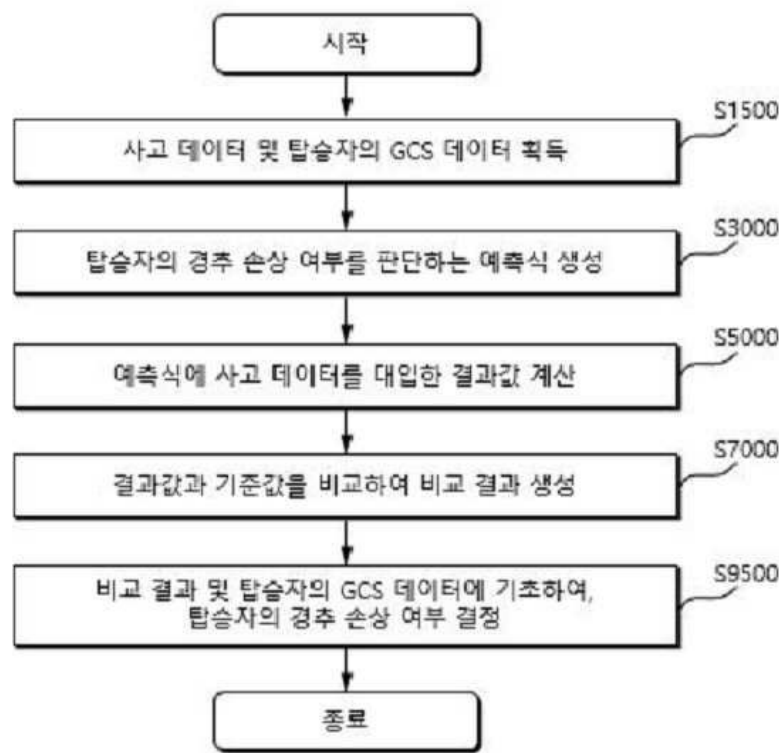 시작
S1500
사고 데이터 및 탑승자의 GCS 데이터 획득
S3000
탑승자의 경추 손상 여부를 판단하는 예측식 생성
S5000
예측식에 사고 데이터를 대입한 결과값 계산
S7000
결과값과 기준값을 비교하여 비교 결과 생성
S9500
비교 결과 및 탑승자의 GCS 데이터에 기초하여,
탑승자의 경추 손상 여부 결정
종료